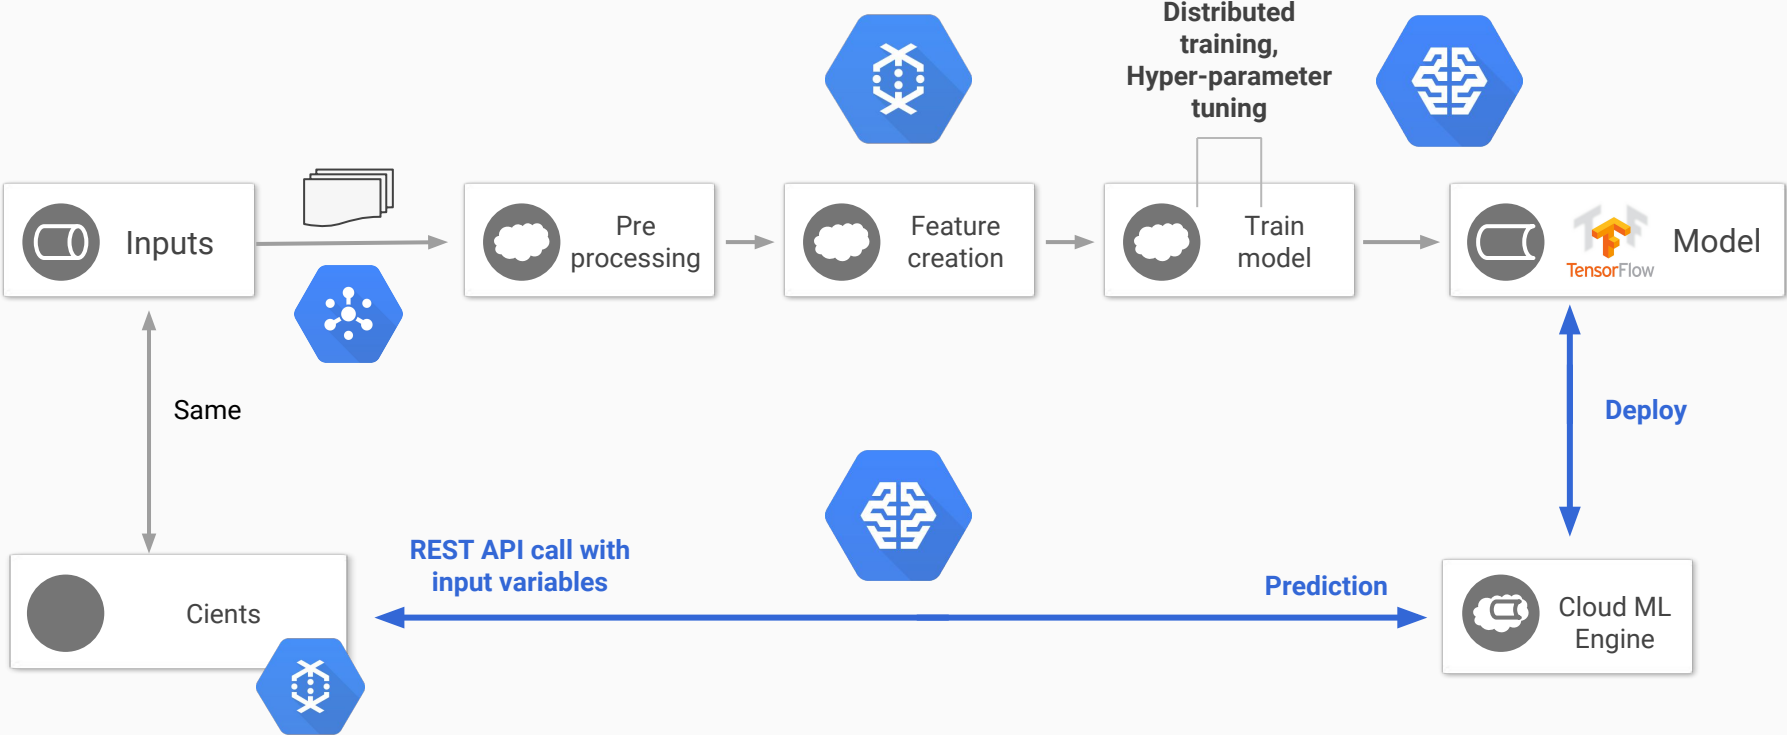 Distributed
training,
Hyper-parameter
tuning
Inputs
Pre
processing
Feature
creation
Train
model
TensorFlow
Model
Same
Deploy
REST API call with
input variables
Prediction
Cients
Cloud ML
Engine